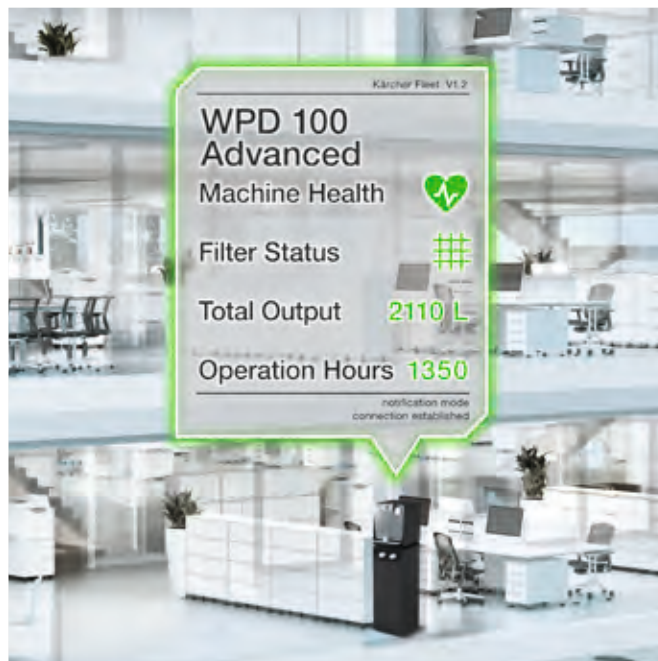 Kärcher Fleet V1.2
WPD 100
Advanced
Machine Health
Filter Status
Total Output 2110 L
Operation Hours 1350
notification mode
connection established